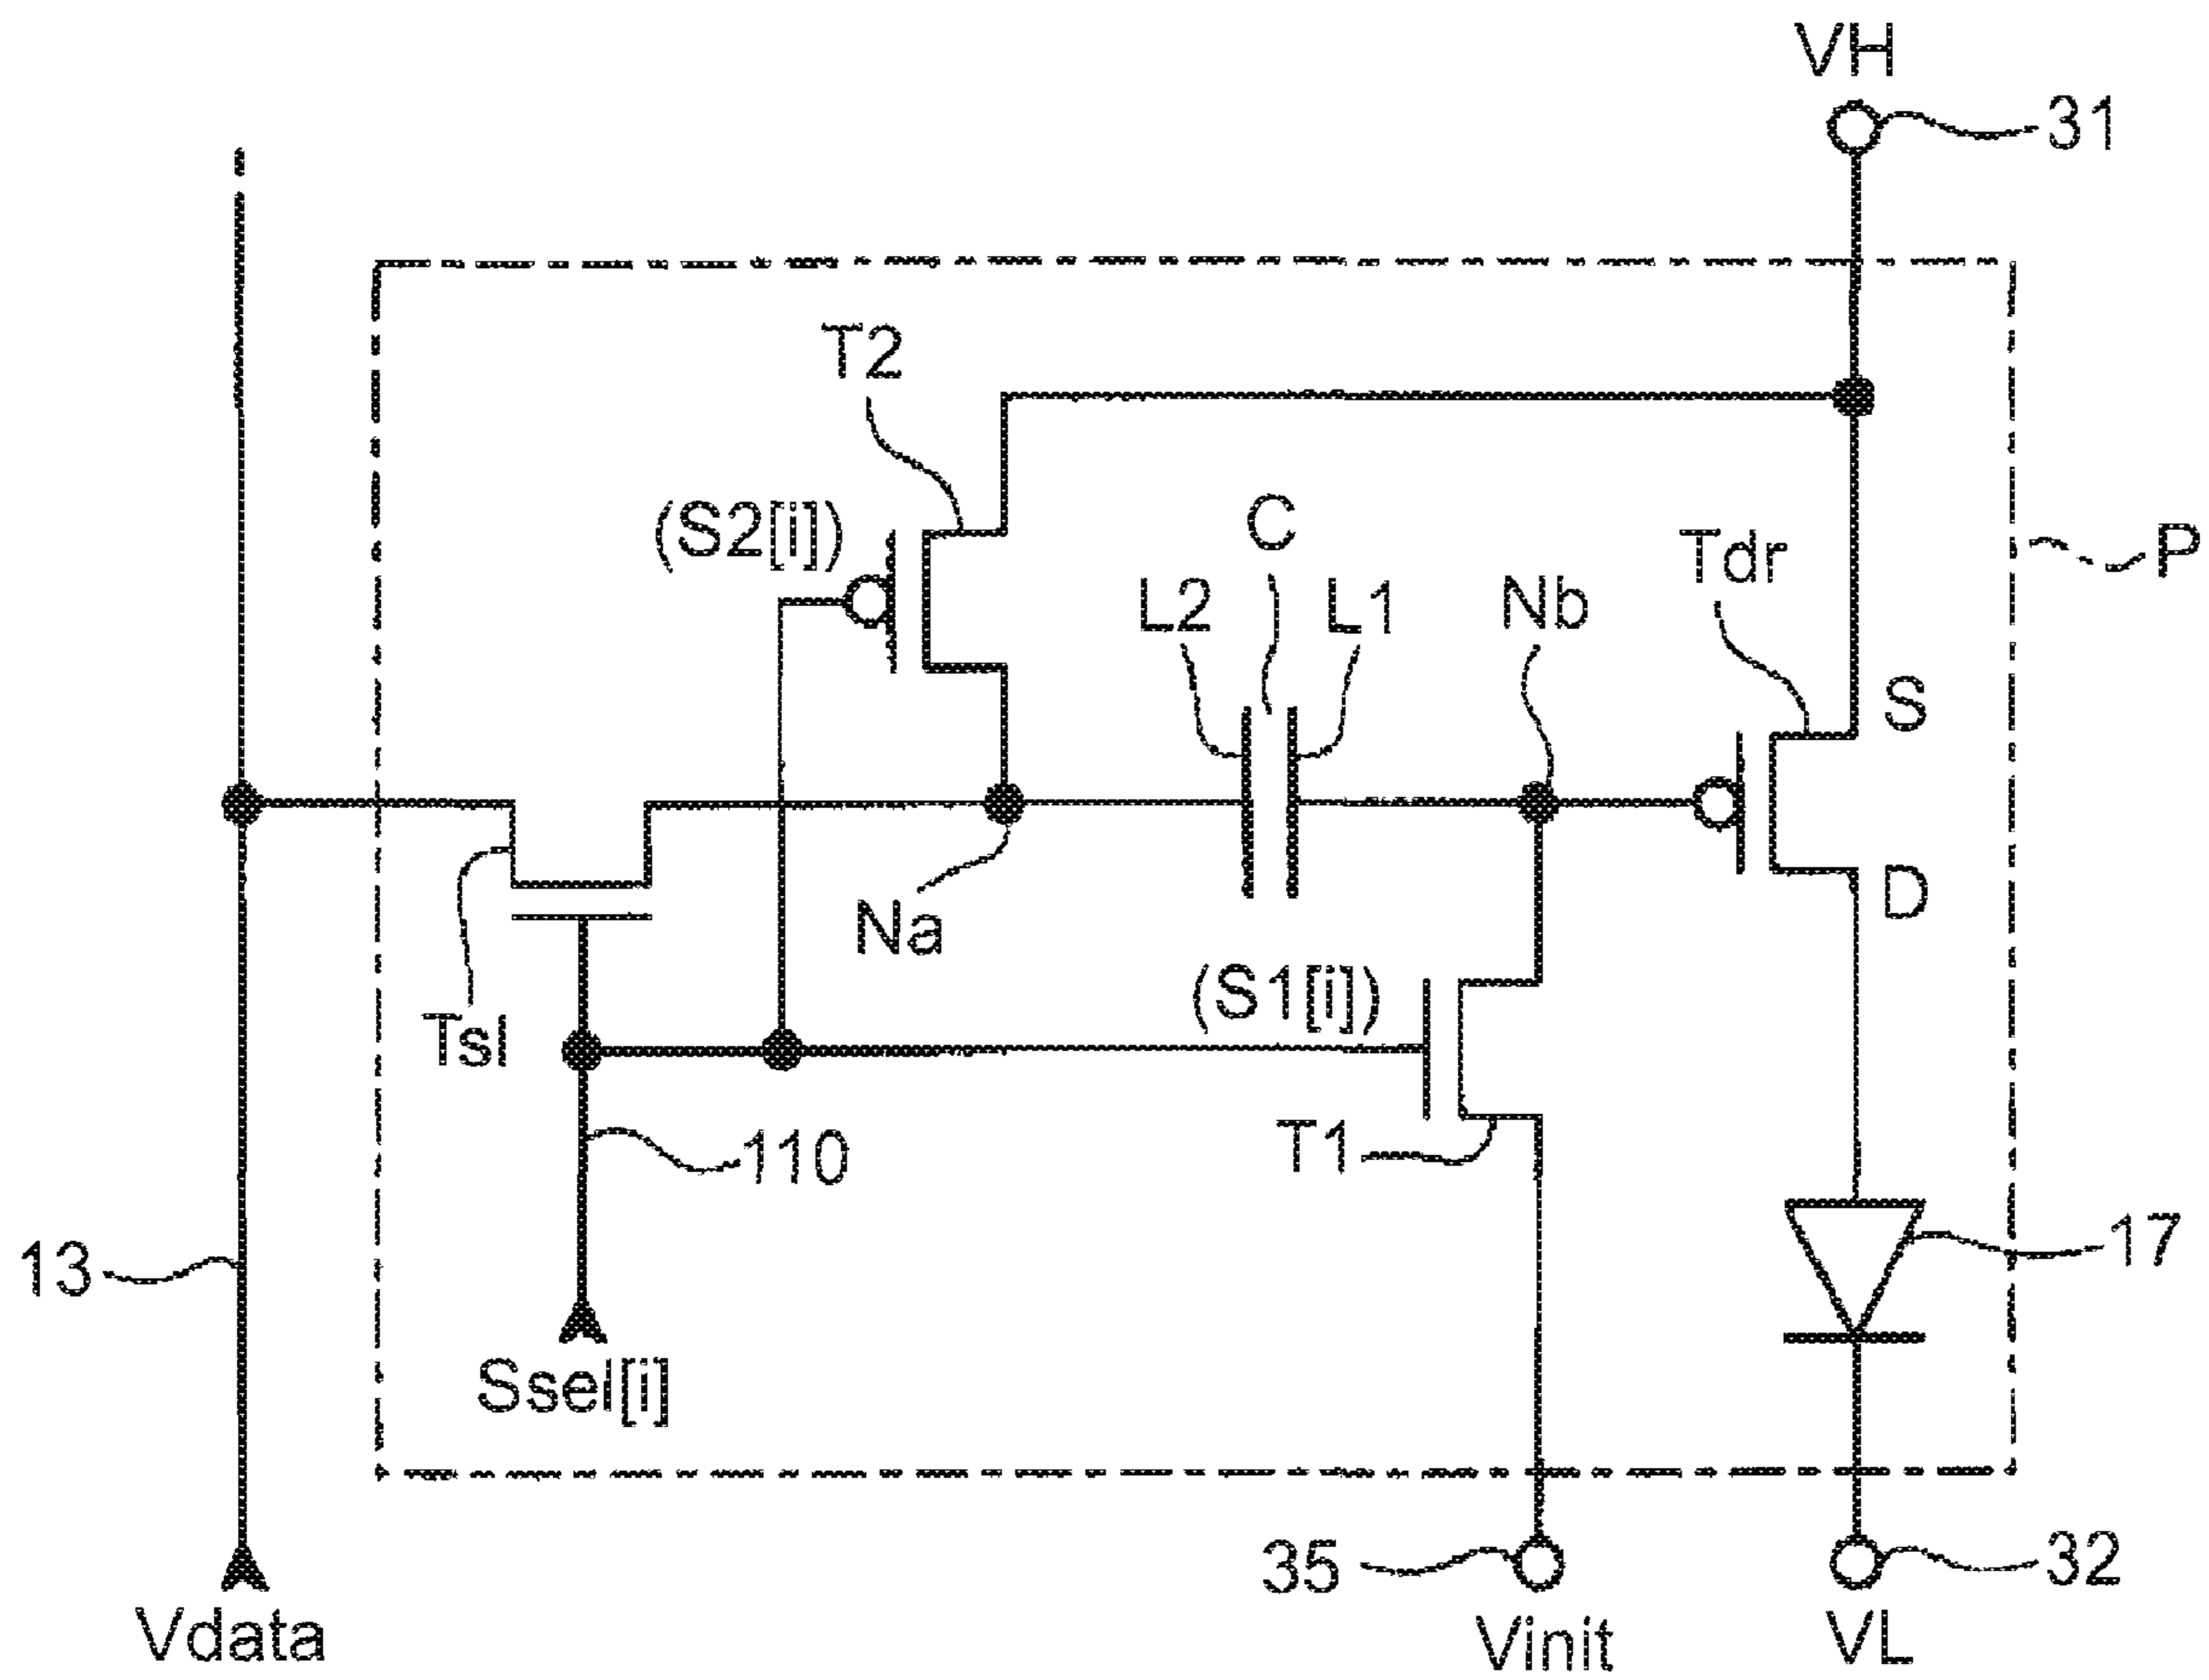 VH
31
T2
(S2[i])
C
L2
L1
Nb
Tdr
P
S
D
Na
Tsl
(S1[i])
T1
110
13
17
Ssel[i]
35
32
Vdata
Vinit
VL